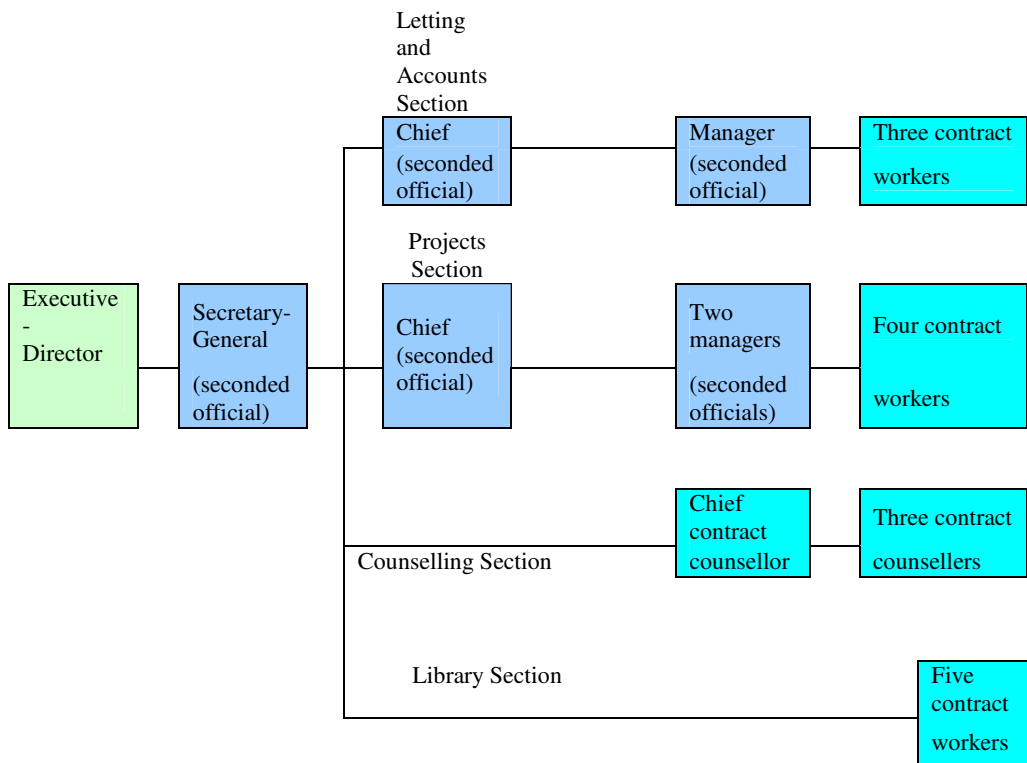 Letting
and
Accounts
Section
Chief
(seconded
official)
Manager
(seconded
official)
Three contract
workers
Projects
Section
Executive
-
Director
Secretary-
General
(seconded
official)
Chief
(seconded
official)
Two
managers
(seconded
officials)
Four contract
workers
Counselling Section
Chief
contract
counsellor
Three contract
counsellers
Library Section
Five
contract
workers